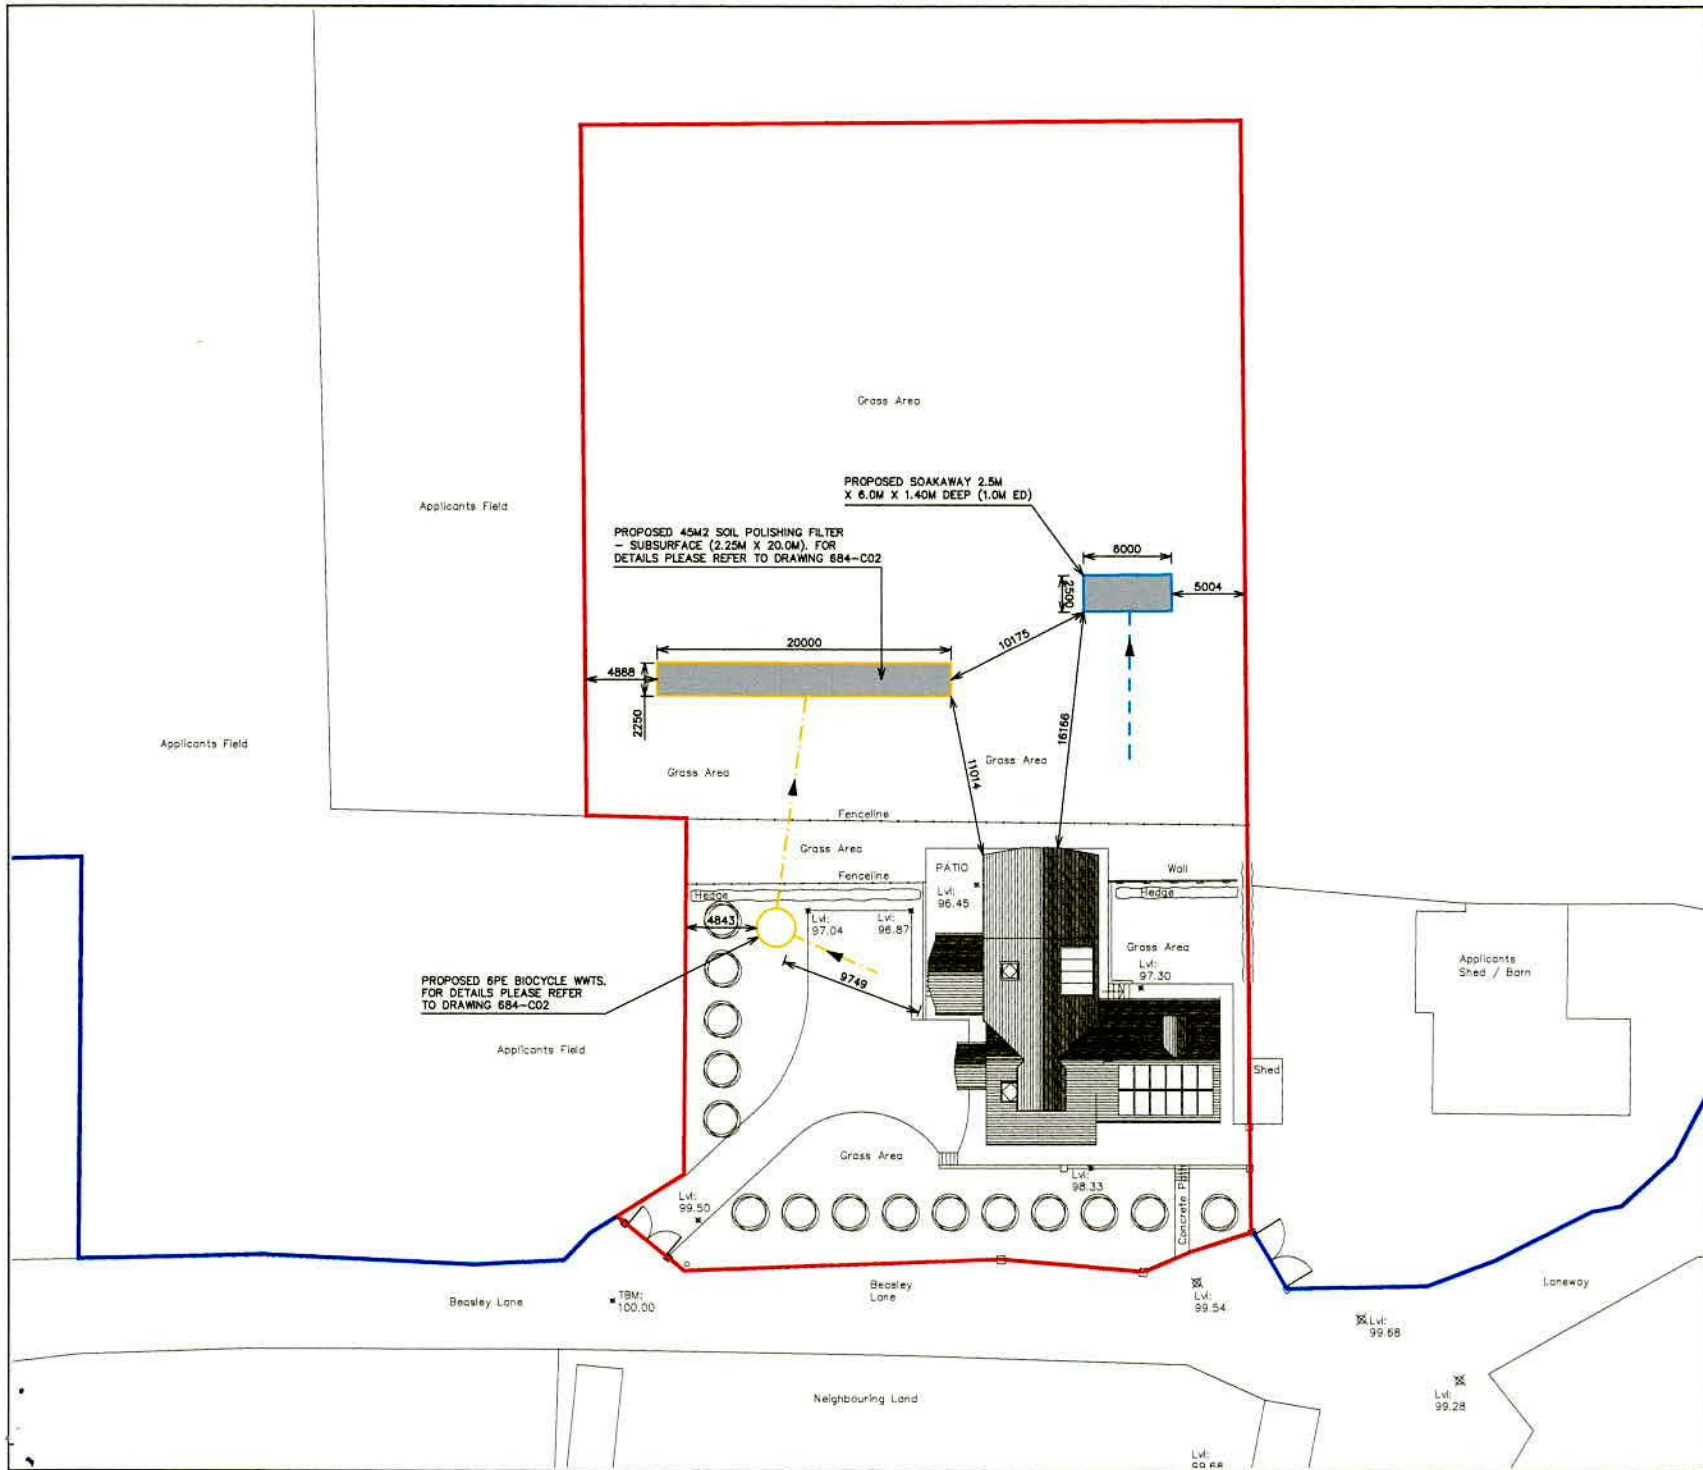 Grass Area
PROPOSED SOAKAWAY 2.5M
X 6.0M X 1.40M DEEP (1.0M ED)
Applicants Field
PROPOSED 45M2 SOIL POLISHING FILTER
- SUBSURFACE (2.25M X 20.0M). FOR
DETAILS PLEASE REFER TO DRAWING 684-C02
6000
2500
5004
10175
20000
4888
2250
16166
11014
Applicants Field
Grass Area
Grass Area
Fenceline
Grass Area
Fenceline
PATIO
Wall
Hedge
Hedge
Lvl:
96.45
4843
Lvl:
97.04
Lvl:
96.87
Grass Area
Lvl:
97.30
Applicants
Shed / Barn
9749
PROPOSED 6PE BIOCYCLE WWTS.
FOR DETAILS PLEASE REFER
TO DRAWING 684-C02
Applicants Field
Shed
Grass Area
Lvl:
98.33
Concrete P
Lvl:
99.50
Beasley Lane
TBM:
100.00
Beasley
Lane
Lvl:
99.54
Laneway
Lvl:
99.68
Neighbouring Land
Lvl:
99.28
Lvl:
99.68